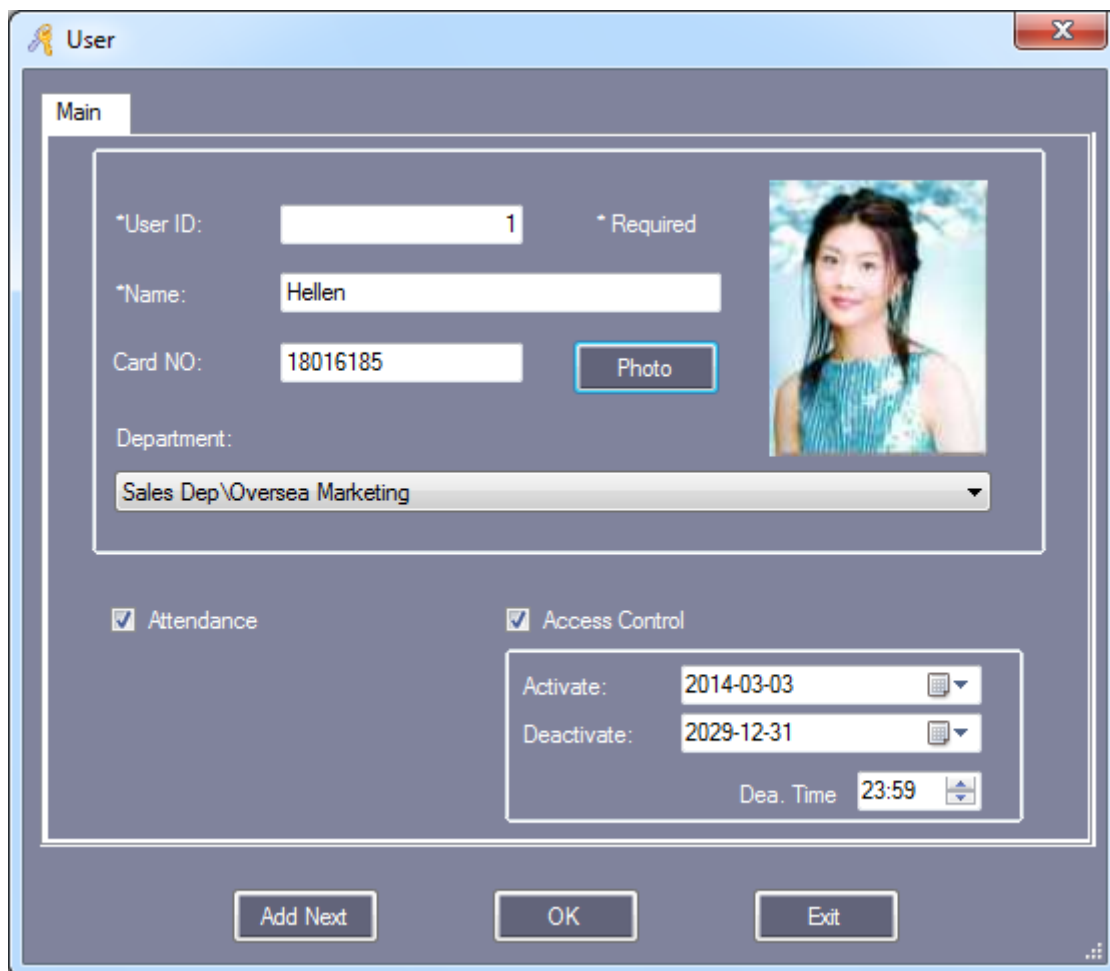 User
Main
*User ID: 1 * Required
*Name: Hellen
Card NO: 18016185 Photo
Department:
Sales Dep\Oversea Marketing
Attendance Access Control
Activate: 2014-03-03
Deactivate: 2029-12-31
Dea. Time 23:59
Add Next OK Exit